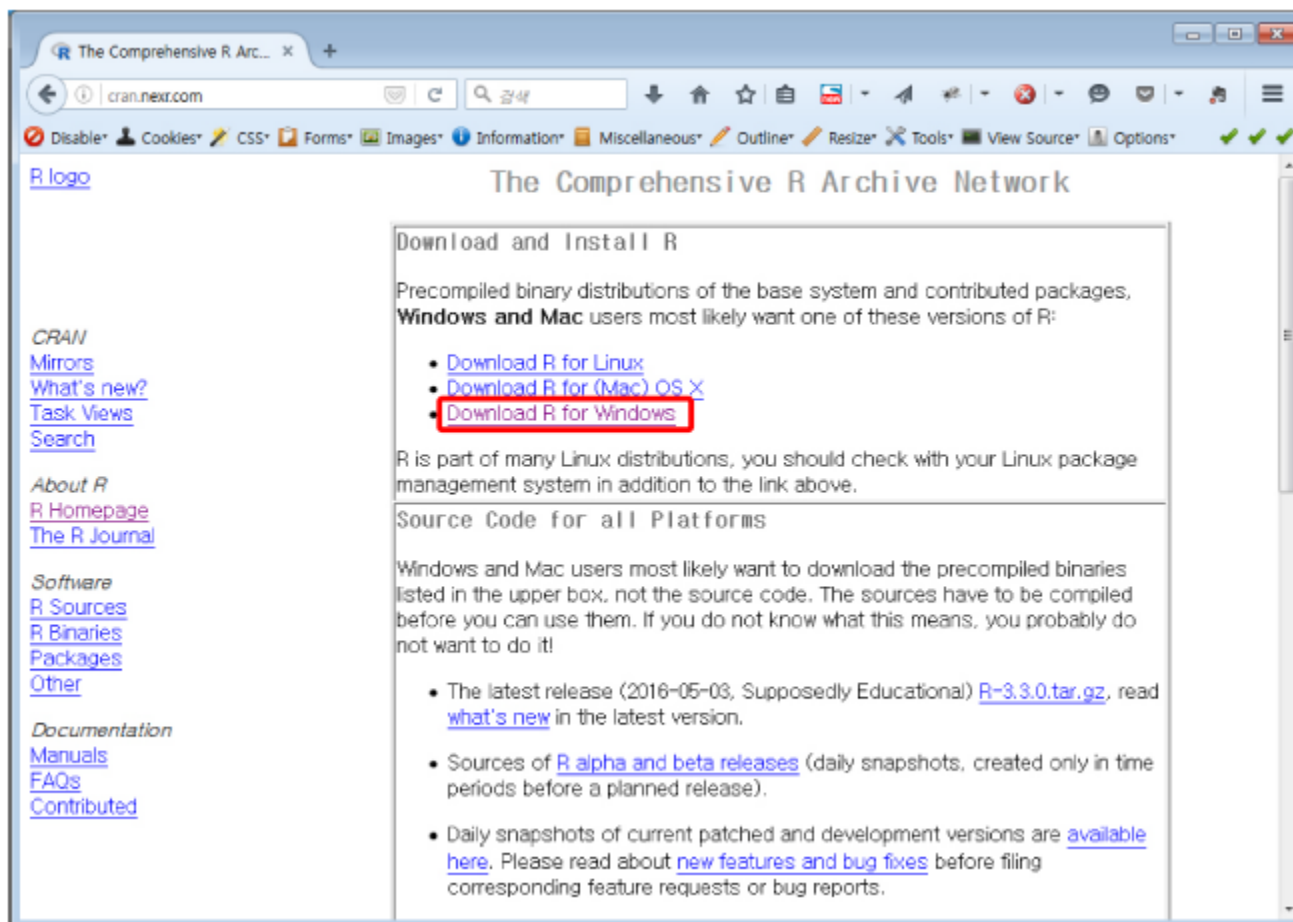 The Comprehensive R Arc...
cran.nexr.com
검색
Disable Cookies CSS Forms Images Information Miscellaneous Outline Resize Tools View Source Options
R logo
The Comprehensive R Archive Network
Download and Install R
Precompiled binary distributions of the base system and contributed packages,
Windows and Mac users most likely want one of these versions of R:
CRAN
Mirrors
What's new?
Task Views
Search
• Download R for Linux
• Download R for (Mac) OS X
• Download R for Windows
R is part of many Linux distributions, you should check with your Linux package
management system in addition to the link above.
About R
R Homepage
The R Journal
Source Code for all Platforms
Windows and Mac users most likely want to download the precompiled binaries
listed in the upper box, not the source code. The sources have to be compiled
before you can use them. If you do not know what this means, you probably do
not want to do it!
Software
R Sources
R Binaries
Packages
Other
• The latest release (2016-05-03, Supposedly Educational) R-3.3.0.tar.gz, read
what's new in the latest version.
Documentation
Manuals
FAQs
Contributed
• Sources of R alpha and beta releases (daily snapshots, created only in time
periods before a planned release).
• Daily snapshots of current patched and development versions are available
here. Please read about new features and bug fixes before filing
corresponding feature requests or bug reports.